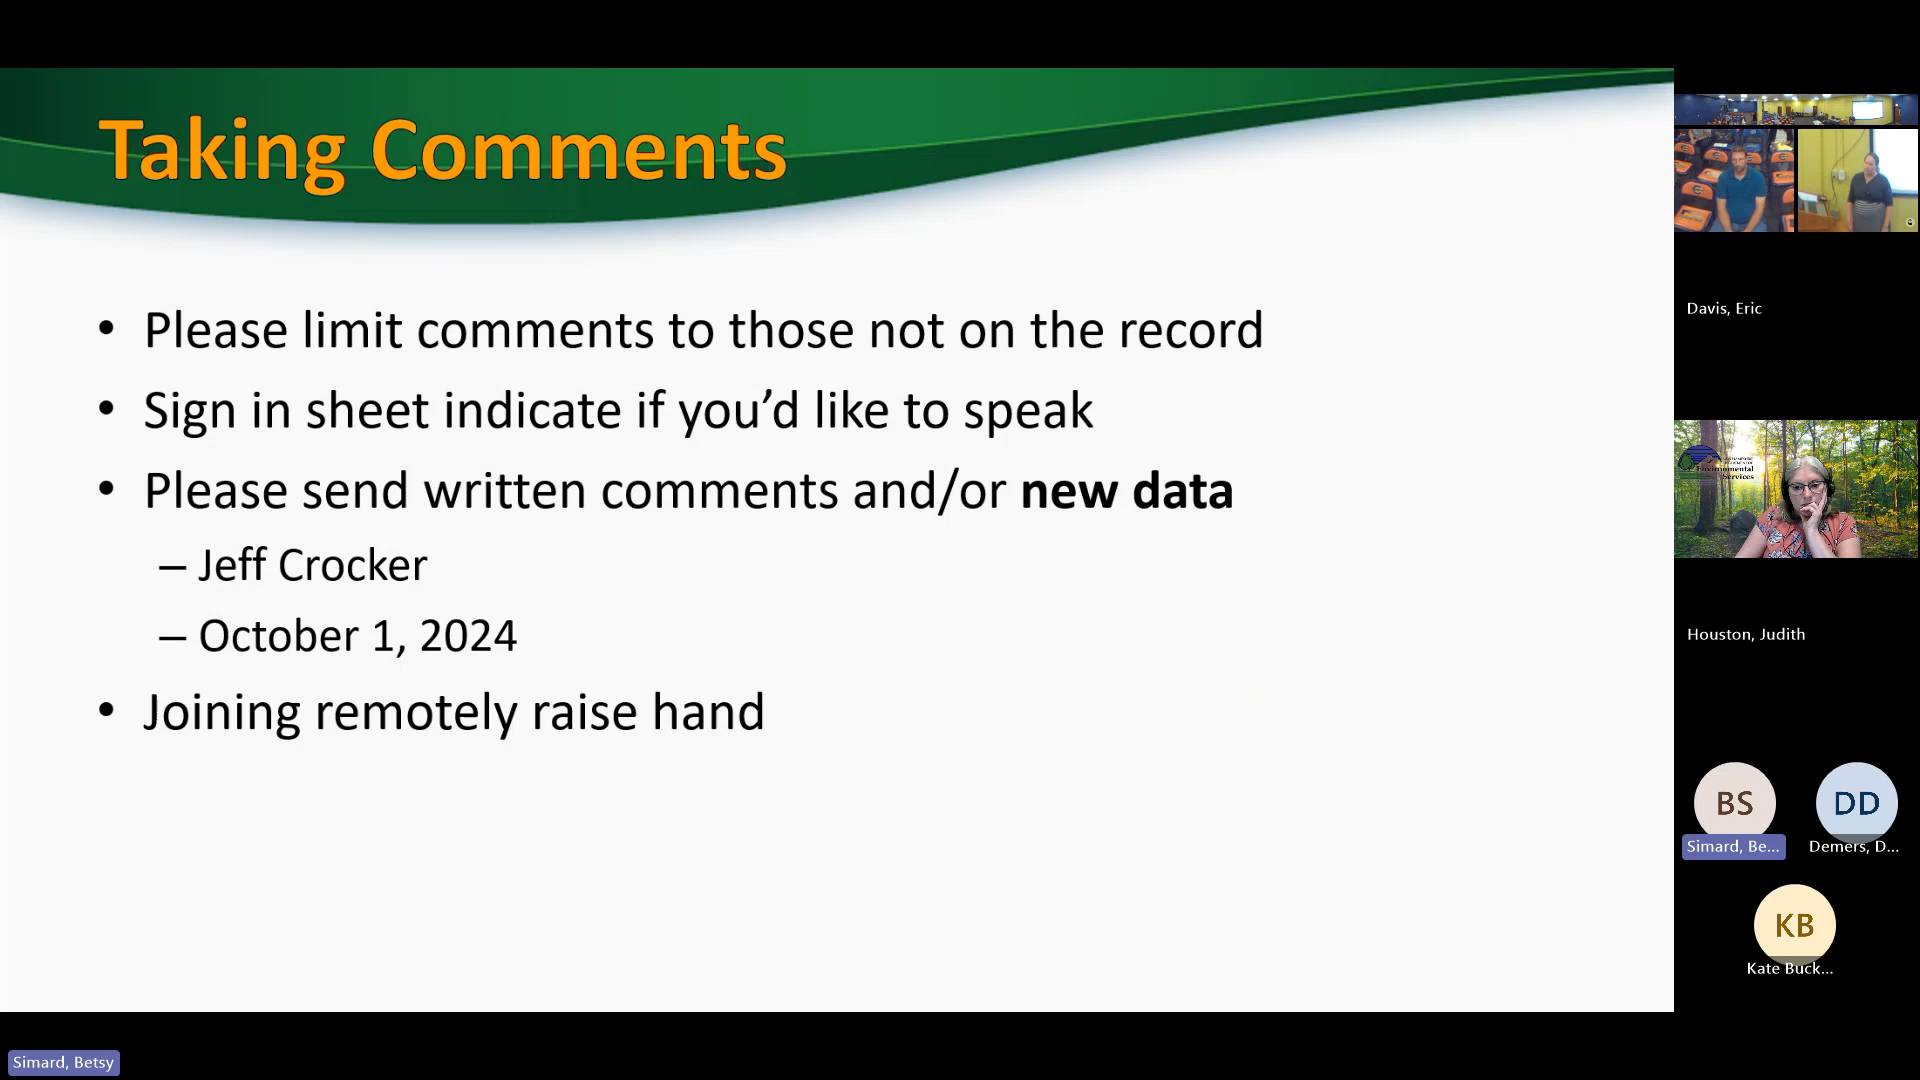 Taking Comments
• Please limit comments to those not on the record
• Sign in sheet indicate if you’d like to speak
• Please send written comments and/or new data
– Jeff Crocker
– October 1, 2024
• Joining remotely raise hand
Davis, Eric
Environmental
Services
Houston, Judith
BS
Simard, Be...
DD
Demers, D...
KB
Kate Buck...
Simard, Betsy